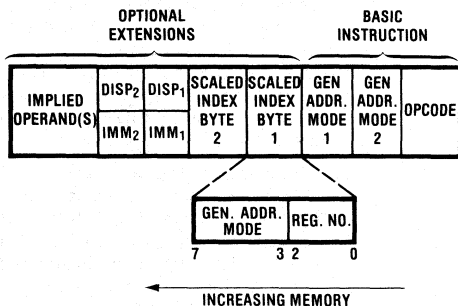 OPTIONAL
EXTENSIONS
BASIC
INSTRUCTION
IMPLIED
OPERAND(S)
DISP2
DISP1
IMM2
IMM1
SCALED
INDEX
BYTE
2
SCALED
INDEX
BYTE
1
GEN
ADDR.
MODE
1
GEN
ADDR.
MODE
2
OPCODE
GEN. ADDR.
MODE
REG. NO.
7 3 2 0
INCREASING MEMORY